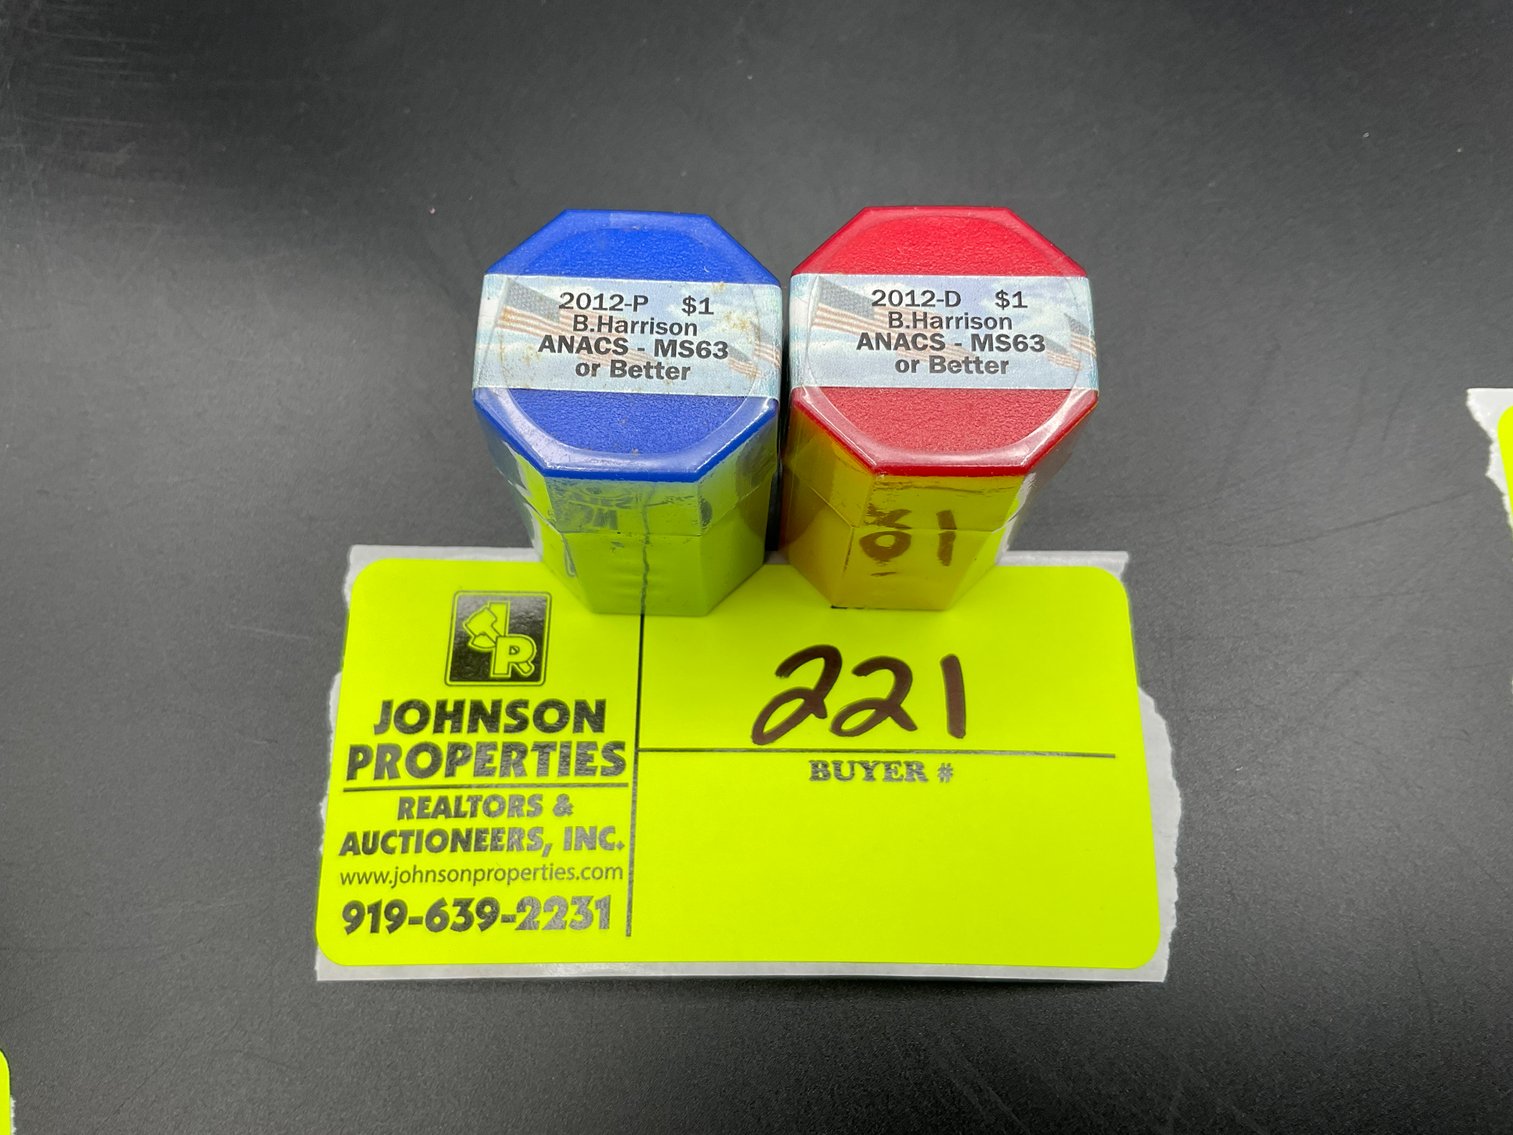 2012-P $1
B.Harrison
ANACS - MS63
or Better
2012-D $1
B.Harrison
ANACS - MS63
or Better
221
BUYER #
JR
JOHNSON
PROPERTIES
REALTORS &
AUCTIONEERS, INC.
www.johnsonproperties.com
919-639-2231